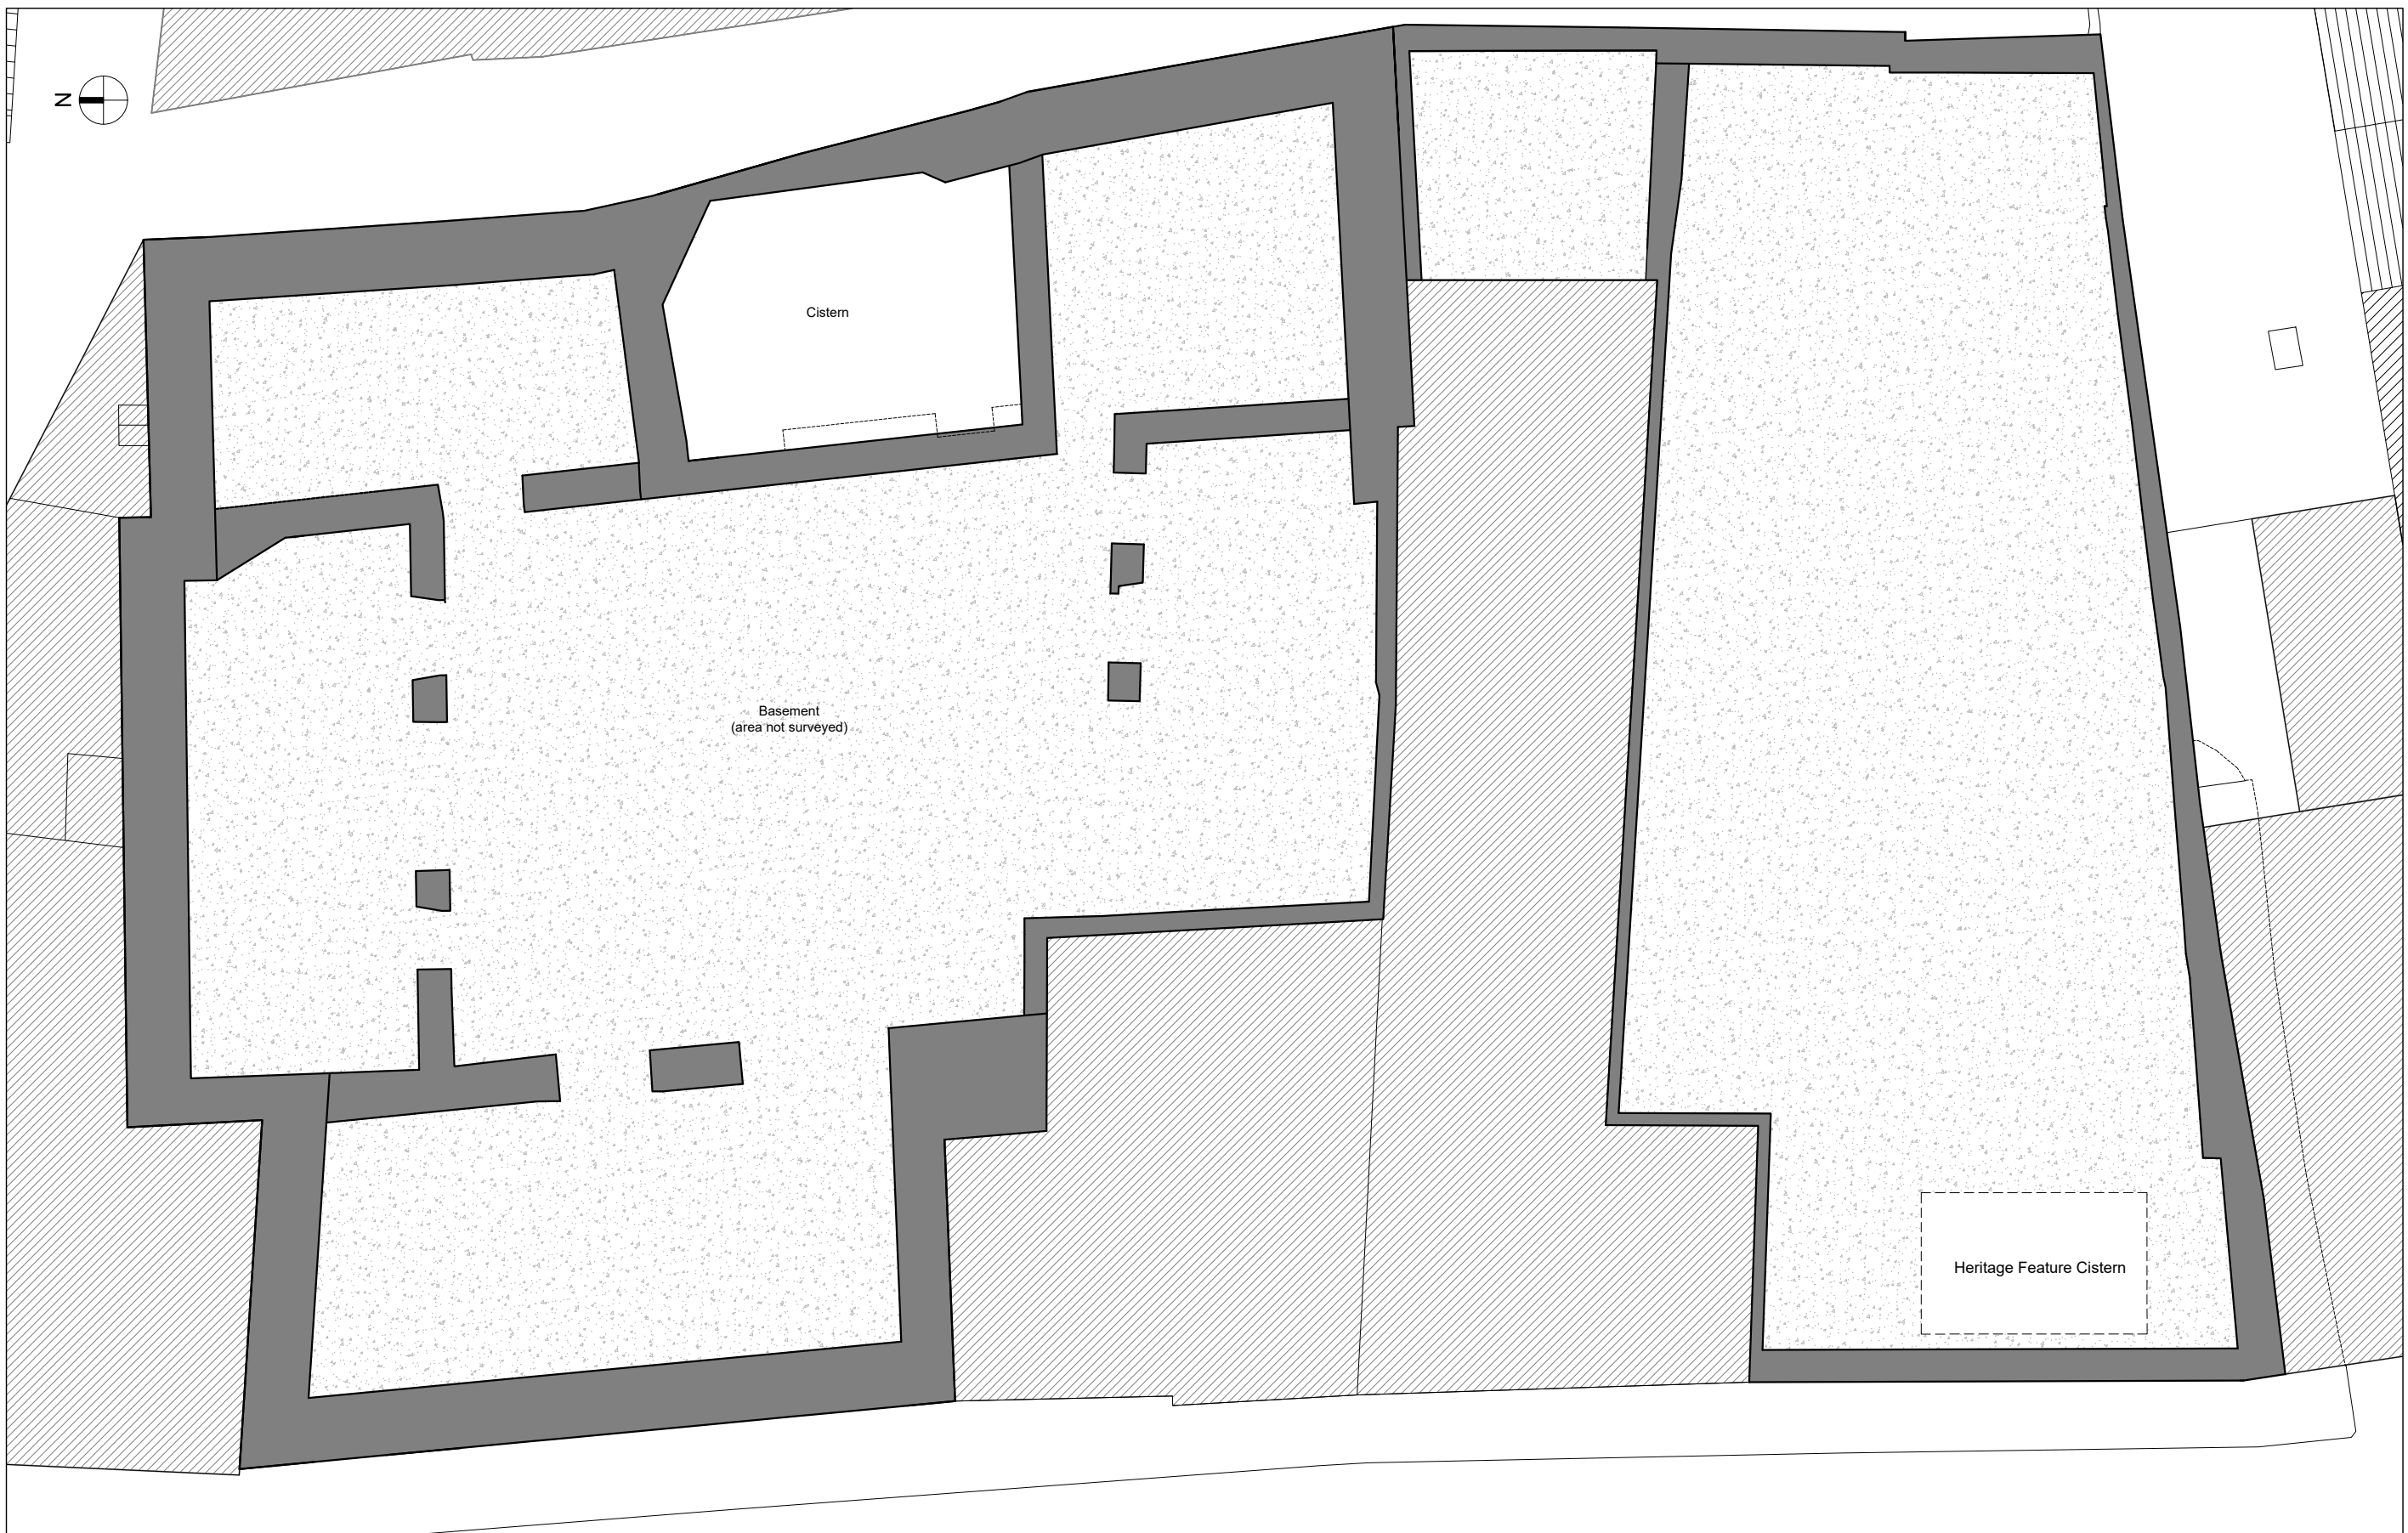 N
Cistern
Basement
(area not surveyed)
Heritage Feature Cistern